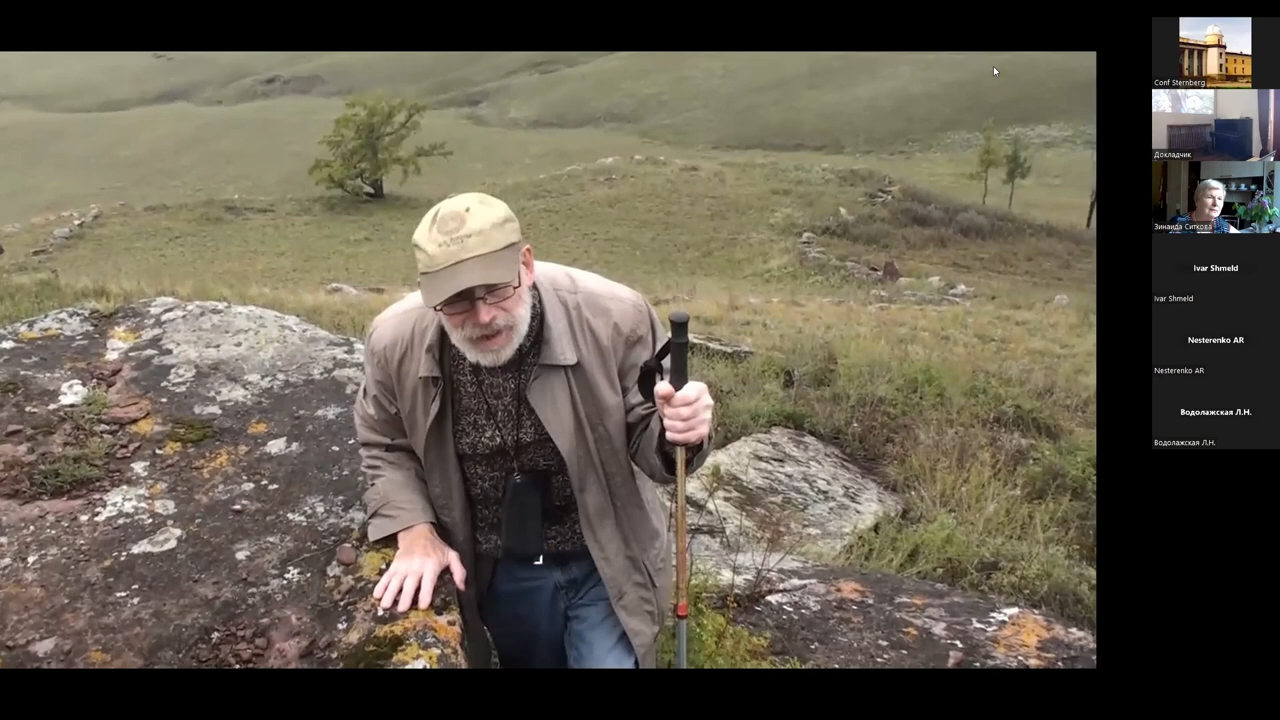 Conf Sternberg
Докладчик
Зинаида Ситкова
Ivar Shmeld
Ivar Shmeld
Nesterenko AR
Nesterenko AR
Водолажская Л.Н.
Водолажская Л.Н.